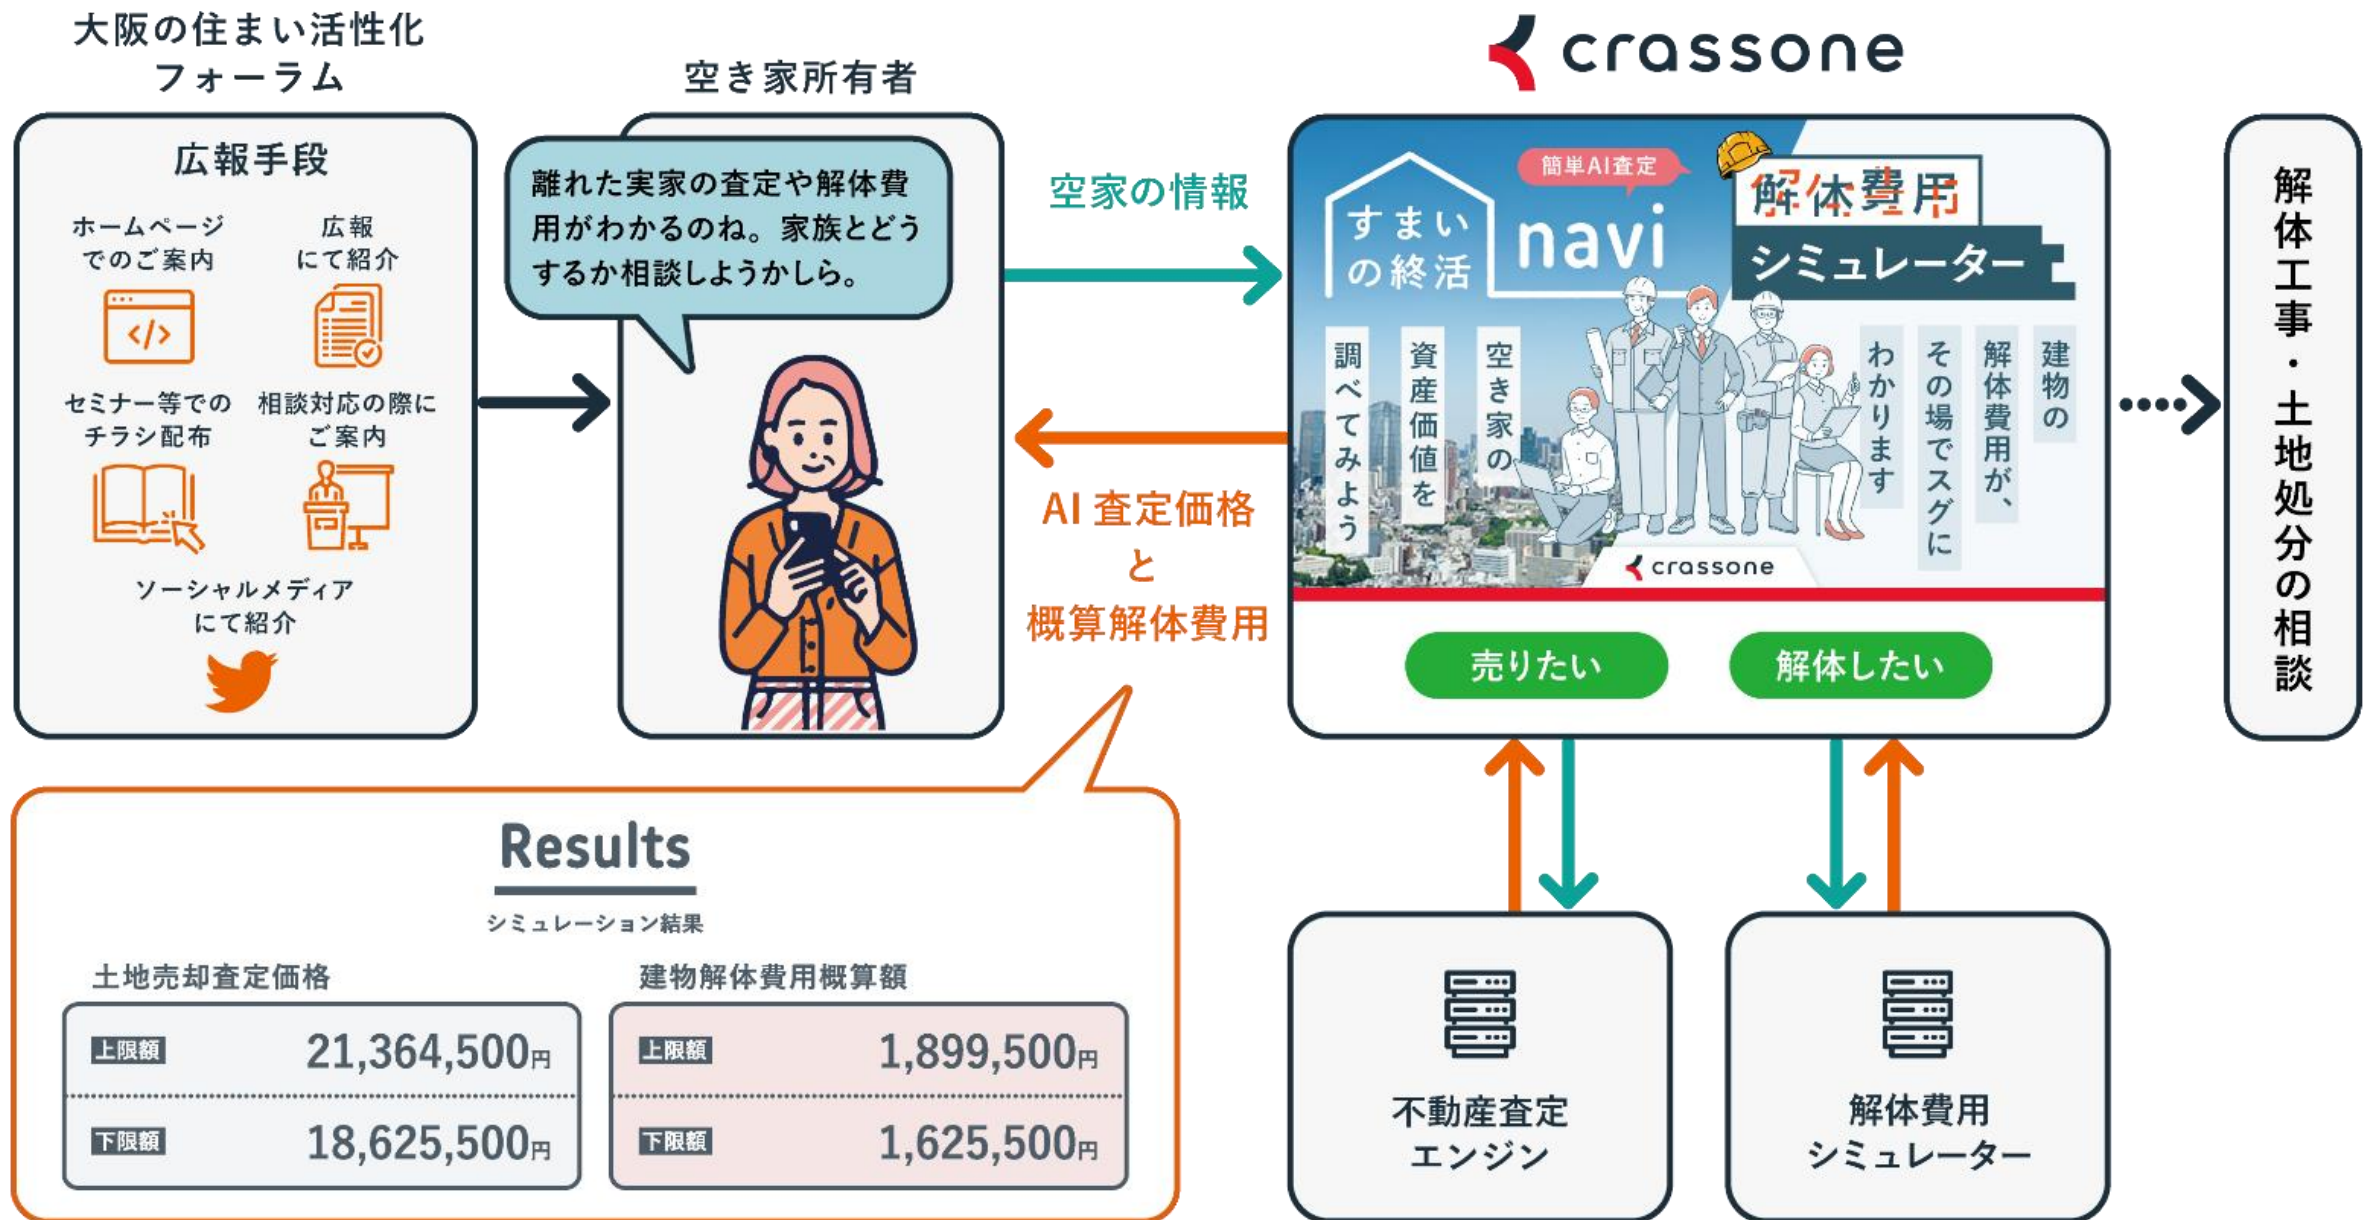 大阪の住まい活性化
フォーラム
広報手段
ホームページ
でのご案内
広報
にて紹介
セミナー等での
チラシ配布
相談対応の際に
ご案内
ソーシャルメディア
にて紹介
空き家所有者
離れた実家の査定や解体費
用がわかるのね。家族とどう
するか相談しようかしら。
空家の情報
AI 査定価格
と
概算解体費用
crassone
すまい
の終活
簡単AI査定
navi
解体費用
シミュレーター
空き家の
資産価値を
調べてみよう
建物の
解体費用が、
その場でスグに
わかります
crassone
売りたい
解体したい
解体工事・土地処分の相談
Results
シミュレーション結果
土地売却査定価格
上限額 21,364,500円
下限額 18,625,500円
建物解体費用概算額
上限額 1,899,500円
下限額 1,625,500円
不動産査定
エンジン
解体費用
シミュレーター